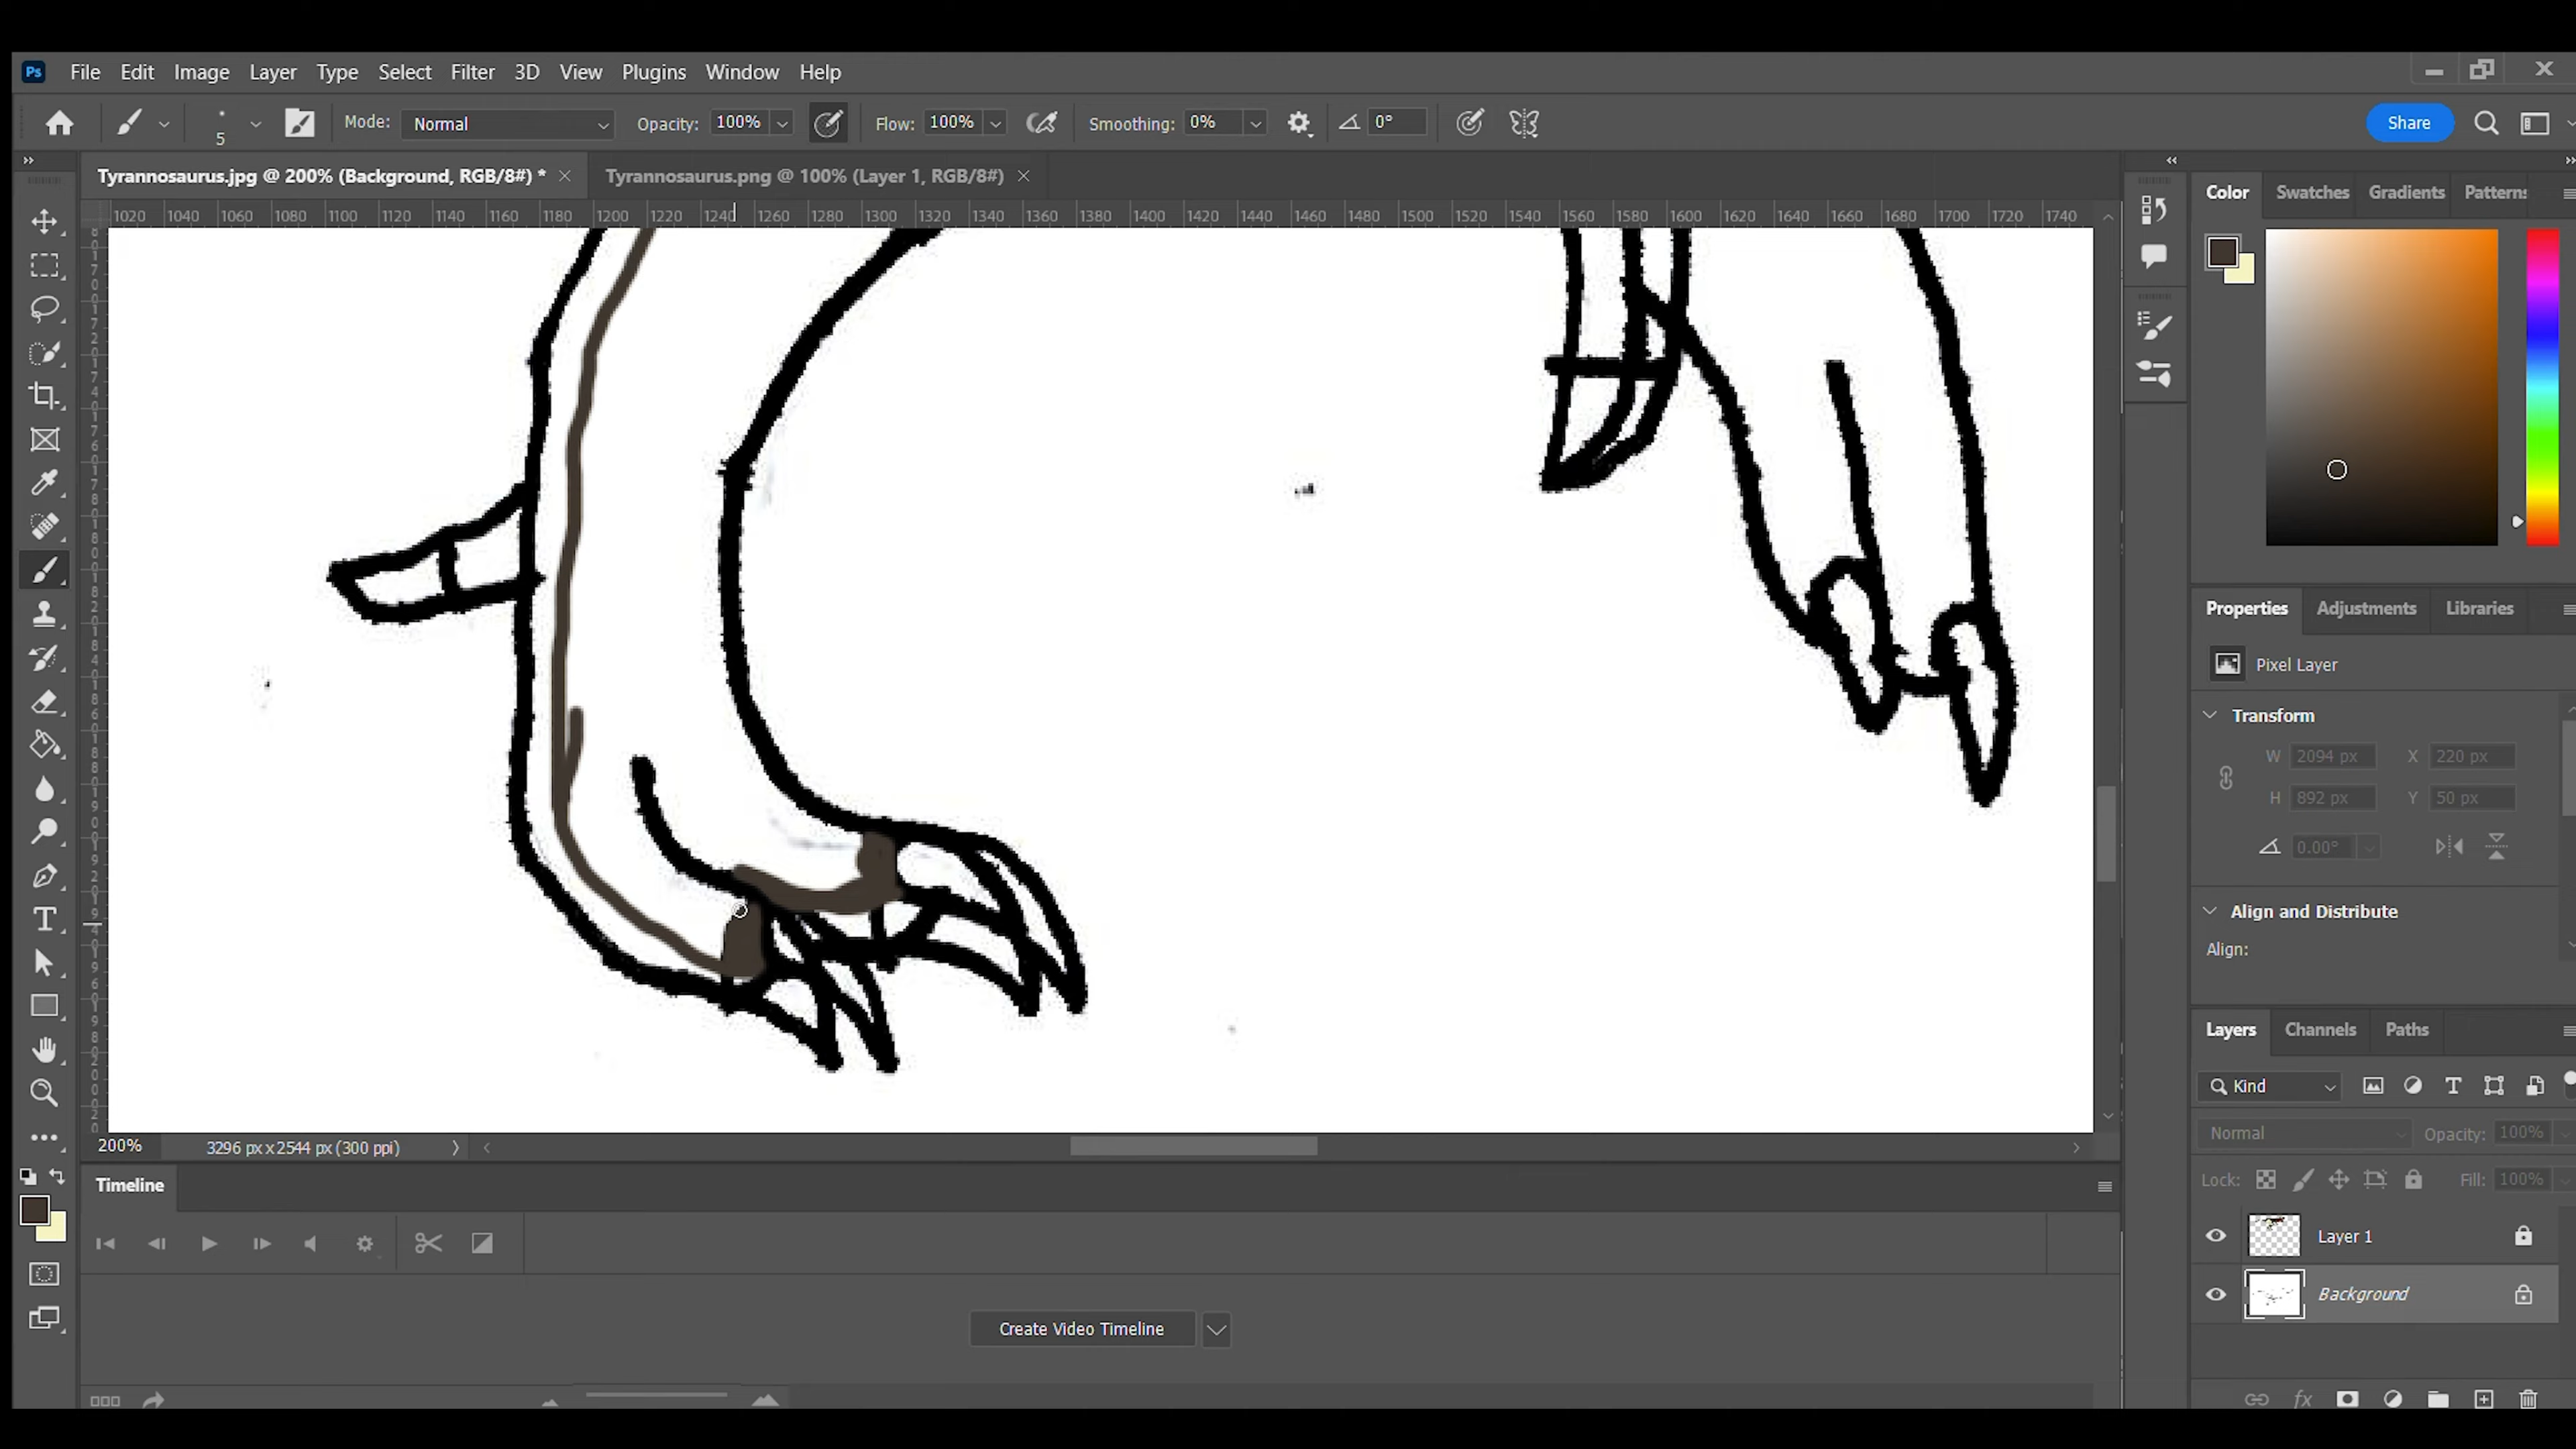 Ps File Edit Image Layer Type Select Filter 3D View Plugins Window Help
5 Mode: Normal Opacity: 100% Flow: 100% Smoothing: 0% 0° Share
Tyrannosaurus.jpg @ 200% (Background, RGB/8#) * Tyrannosaurus.png @ 100% (Layer 1, RGB/8#)
1020 1040 1060 1080 1100 1120 1140 1160 1180 1200 1220 1240 1260 1280 1300 1320 1340 1360 1380 1400 1420 1440 1460 1480 1500 1520 1540 1560 1580 1600 1620 1640 1660 1680 1700 1720 1740
Color Swatches Gradients Patterns
Properties Adjustments Libraries
Pixel Layer
Transform
W 2094 px X 220 px
H 892 px Y 50 px
0.00°
Align and Distribute
Align:
Layers Channels Paths
Kind
Normal Opacity: 100%
Lock: Fill: 100%
Layer 1
Background
fx
200% 3296 px x 2544 px (300 ppi)
Timeline
Create Video Timeline